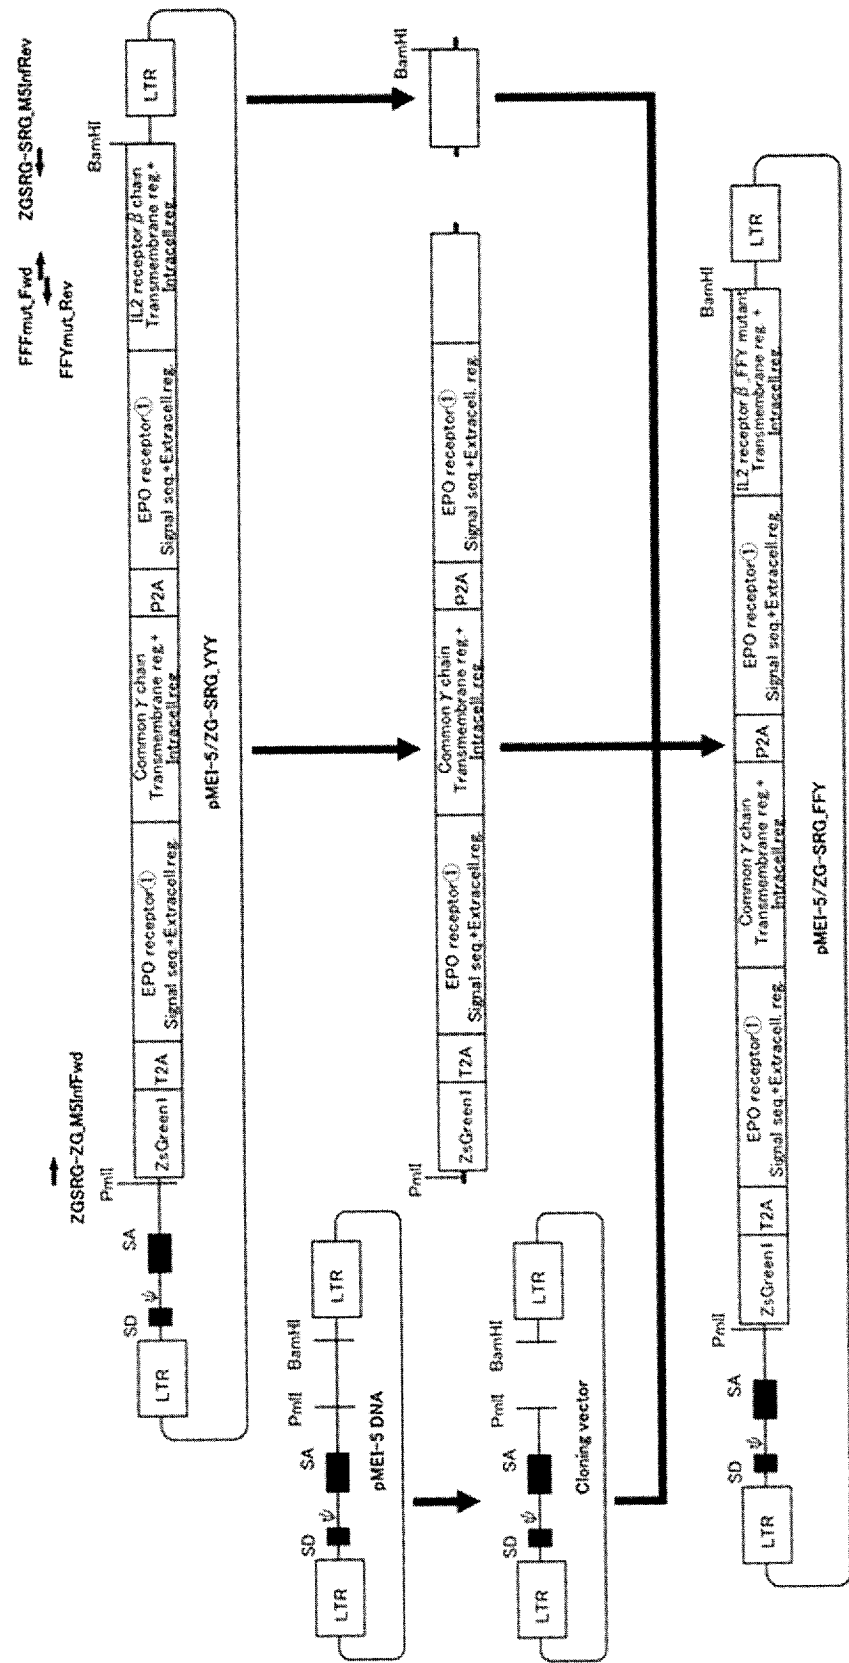 ZGSRG-ZG_M5InfFwd
FFFmut_Fwd
ZGSRG-SRG_M5InfRev
FFYmut_Rev
LTR
SD
ψ
SA
PmlI
ZsGreen1
T2A
EPO receptor①
Signal seq.+Extracell.reg.
Common γ chain
Transmembrane reg.+
Intracell.reg.
P2A
EPO receptor①
Signal seq.+Extracell.reg.
IL2 receptor β chain
Transmembrane reg.+
Intracell.reg.
BamHI
LTR
pMEI-5/ZG-SRG_YYY
LTR
SD
ψ
SA
PmlI
BamHI
LTR
pMEI-5 DNA
PmlI
ZsGreen1
T2A
EPO receptor①
Signal seq.+Extracell.reg.
Common γ chain
Transmembrane reg.+
Intracell.reg.
P2A
EPO receptor①
Signal seq.+Extracell. reg.
BamHI
LTR
SD
ψ
SA
PmlI
BamHI
LTR
Cloning vector
LTR
SD
ψ
SA
PmlI
ZsGreen1
T2A
EPO receptor①
Signal seq.+Extracell. reg.
Common γ chain
Transmembrane reg.+
Intracell.reg.
P2A
EPO receptor①
Signal seq.+Extracell.reg.
IL2 receptor β_FFY mutant
Transmembrane reg. +
Intracell.reg.
BamHI
LTR
pMEI-5/ZG-SRG_FFY